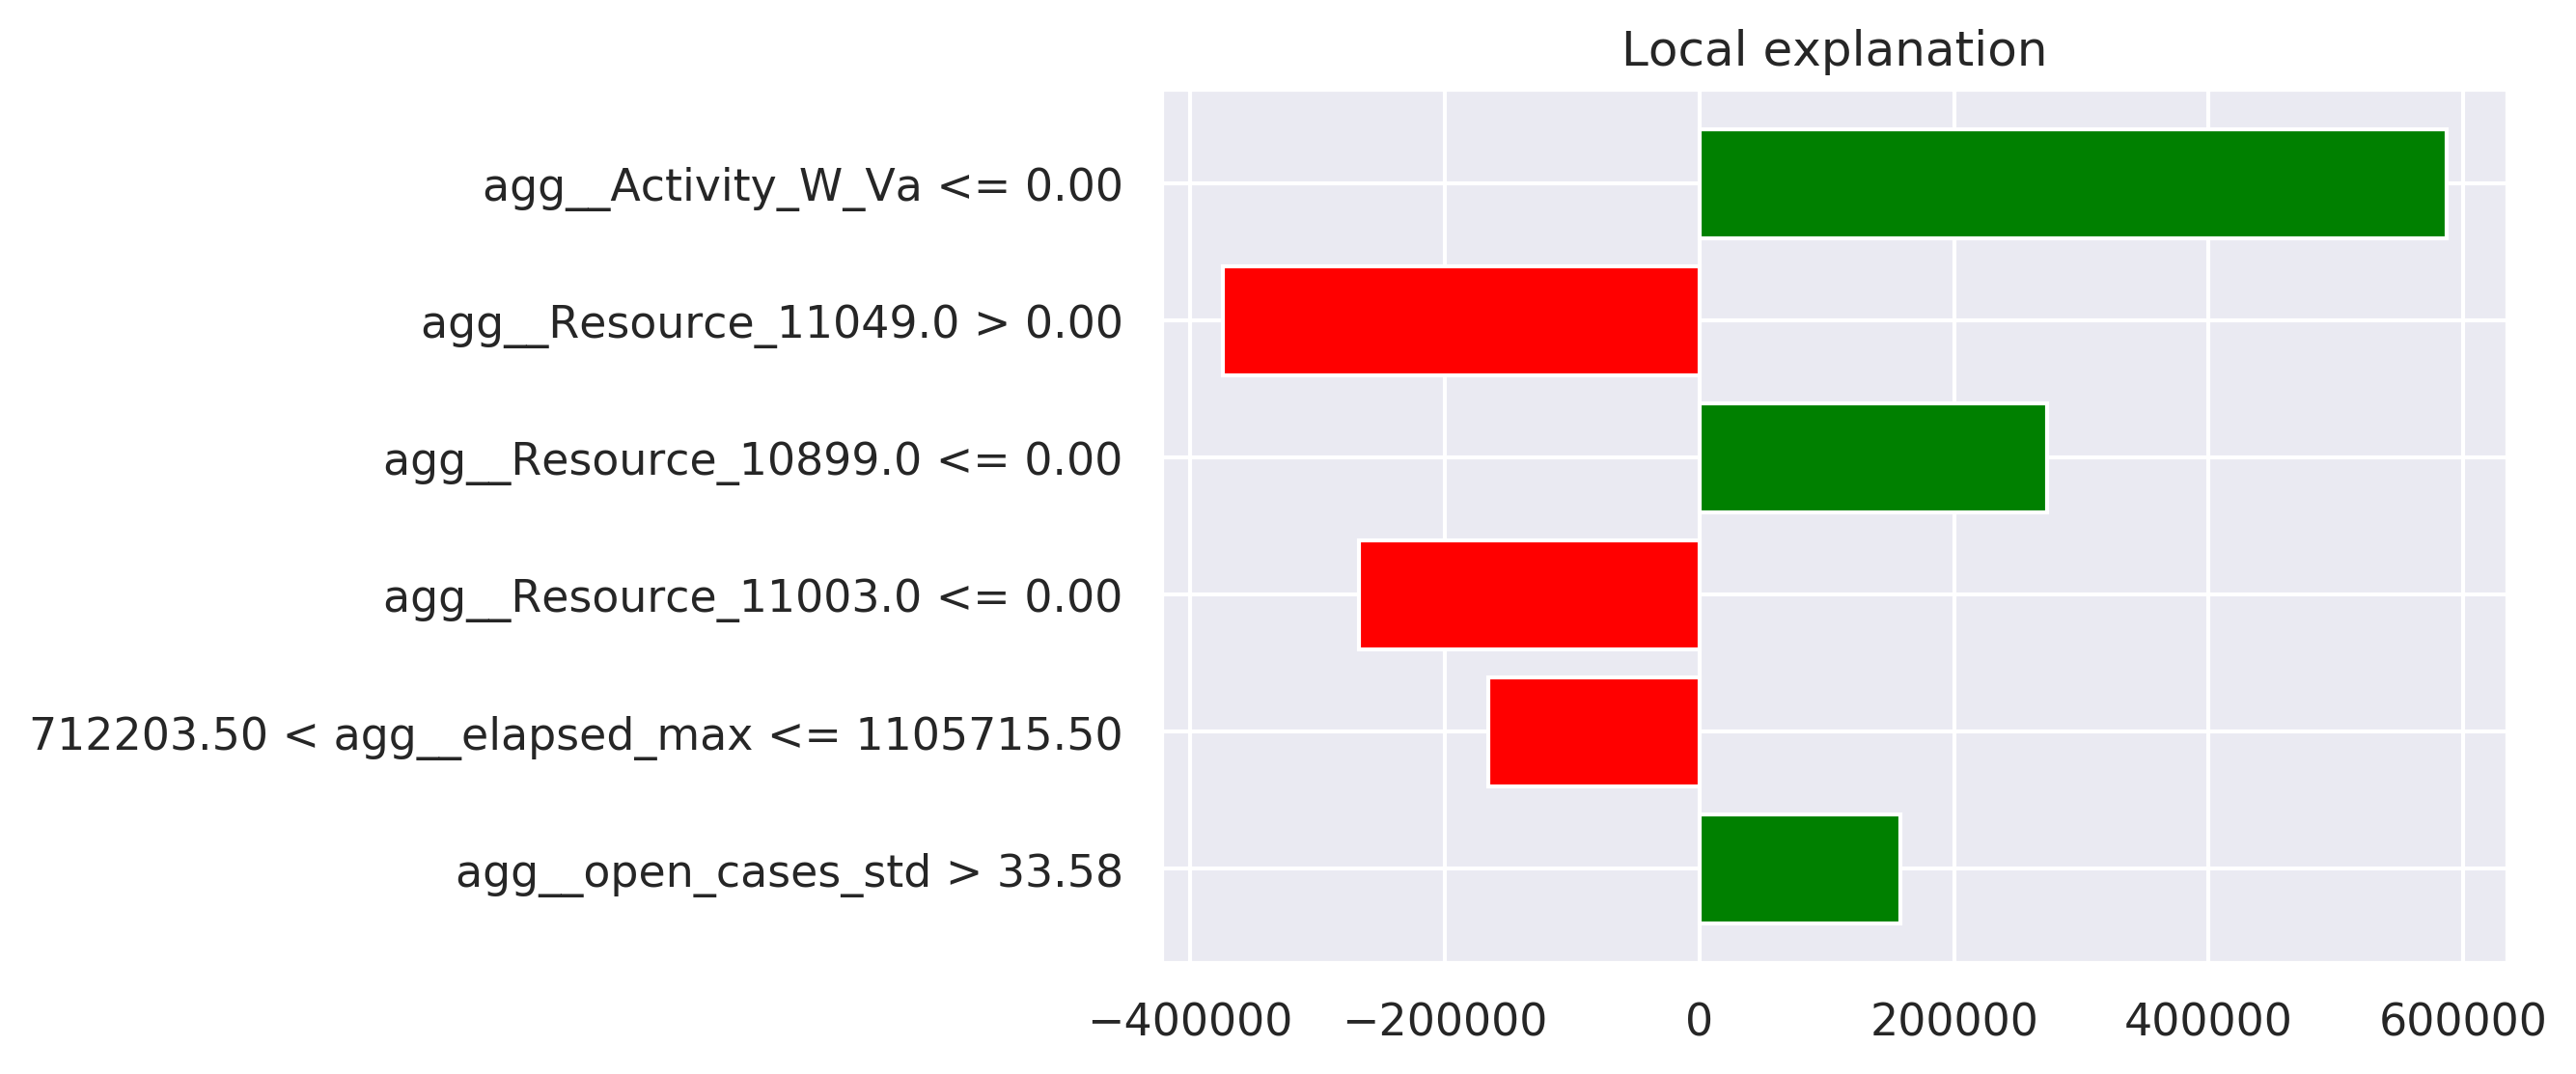 Local explanation
agg__Activity_W_Va <= 0.00
agg__Resource_11049.0 > 0.00
agg__Resource_10899.0 <= 0.00
agg__Resource_11003.0 <= 0.00
712203.50 < agg__elapsed_max <= 1105715.50
agg__open_cases_std > 33.58
−400000 −200000 0 200000 400000 600000